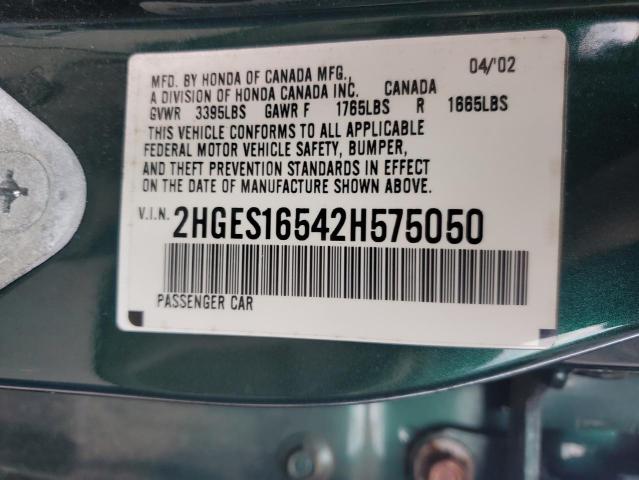 MFD. BY HONDA OF CANADA MFG., 04/'02
A DIVISION OF HONDA CANADA INC. CANADA
GVWR 3395LBS GAWR F 1765LBS R 1665LBS
THIS VEHICLE CONFORMS TO ALL APPLICABLE
FEDERAL MOTOR VEHICLE SAFETY, BUMPER,
AND THEFT PREVENTION STANDARDS IN EFFECT
ON THE DATE OF MANUFACTURE SHOWN ABOVE.
V.I.N. 2HGES16542H575050
PASSENGER CAR